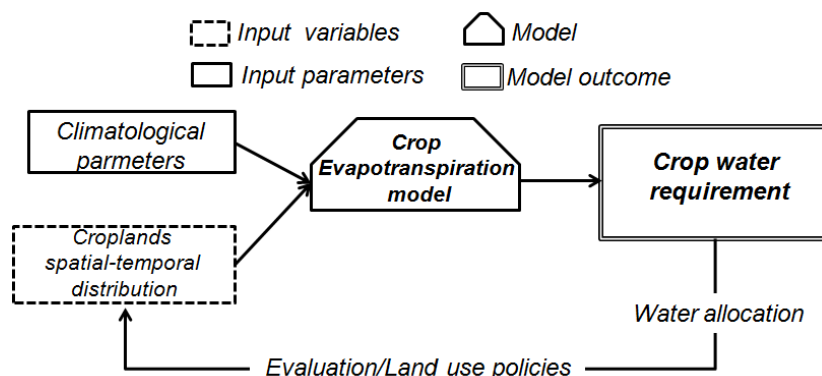 Input variables
Model
Input parameters
Model outcome
Climatological
parmeters
Crop
Evapotranspiration
model
Crop water
requirement
Croplands
spatial-temporal
distribution
Water allocation
Evaluation/Land use policies